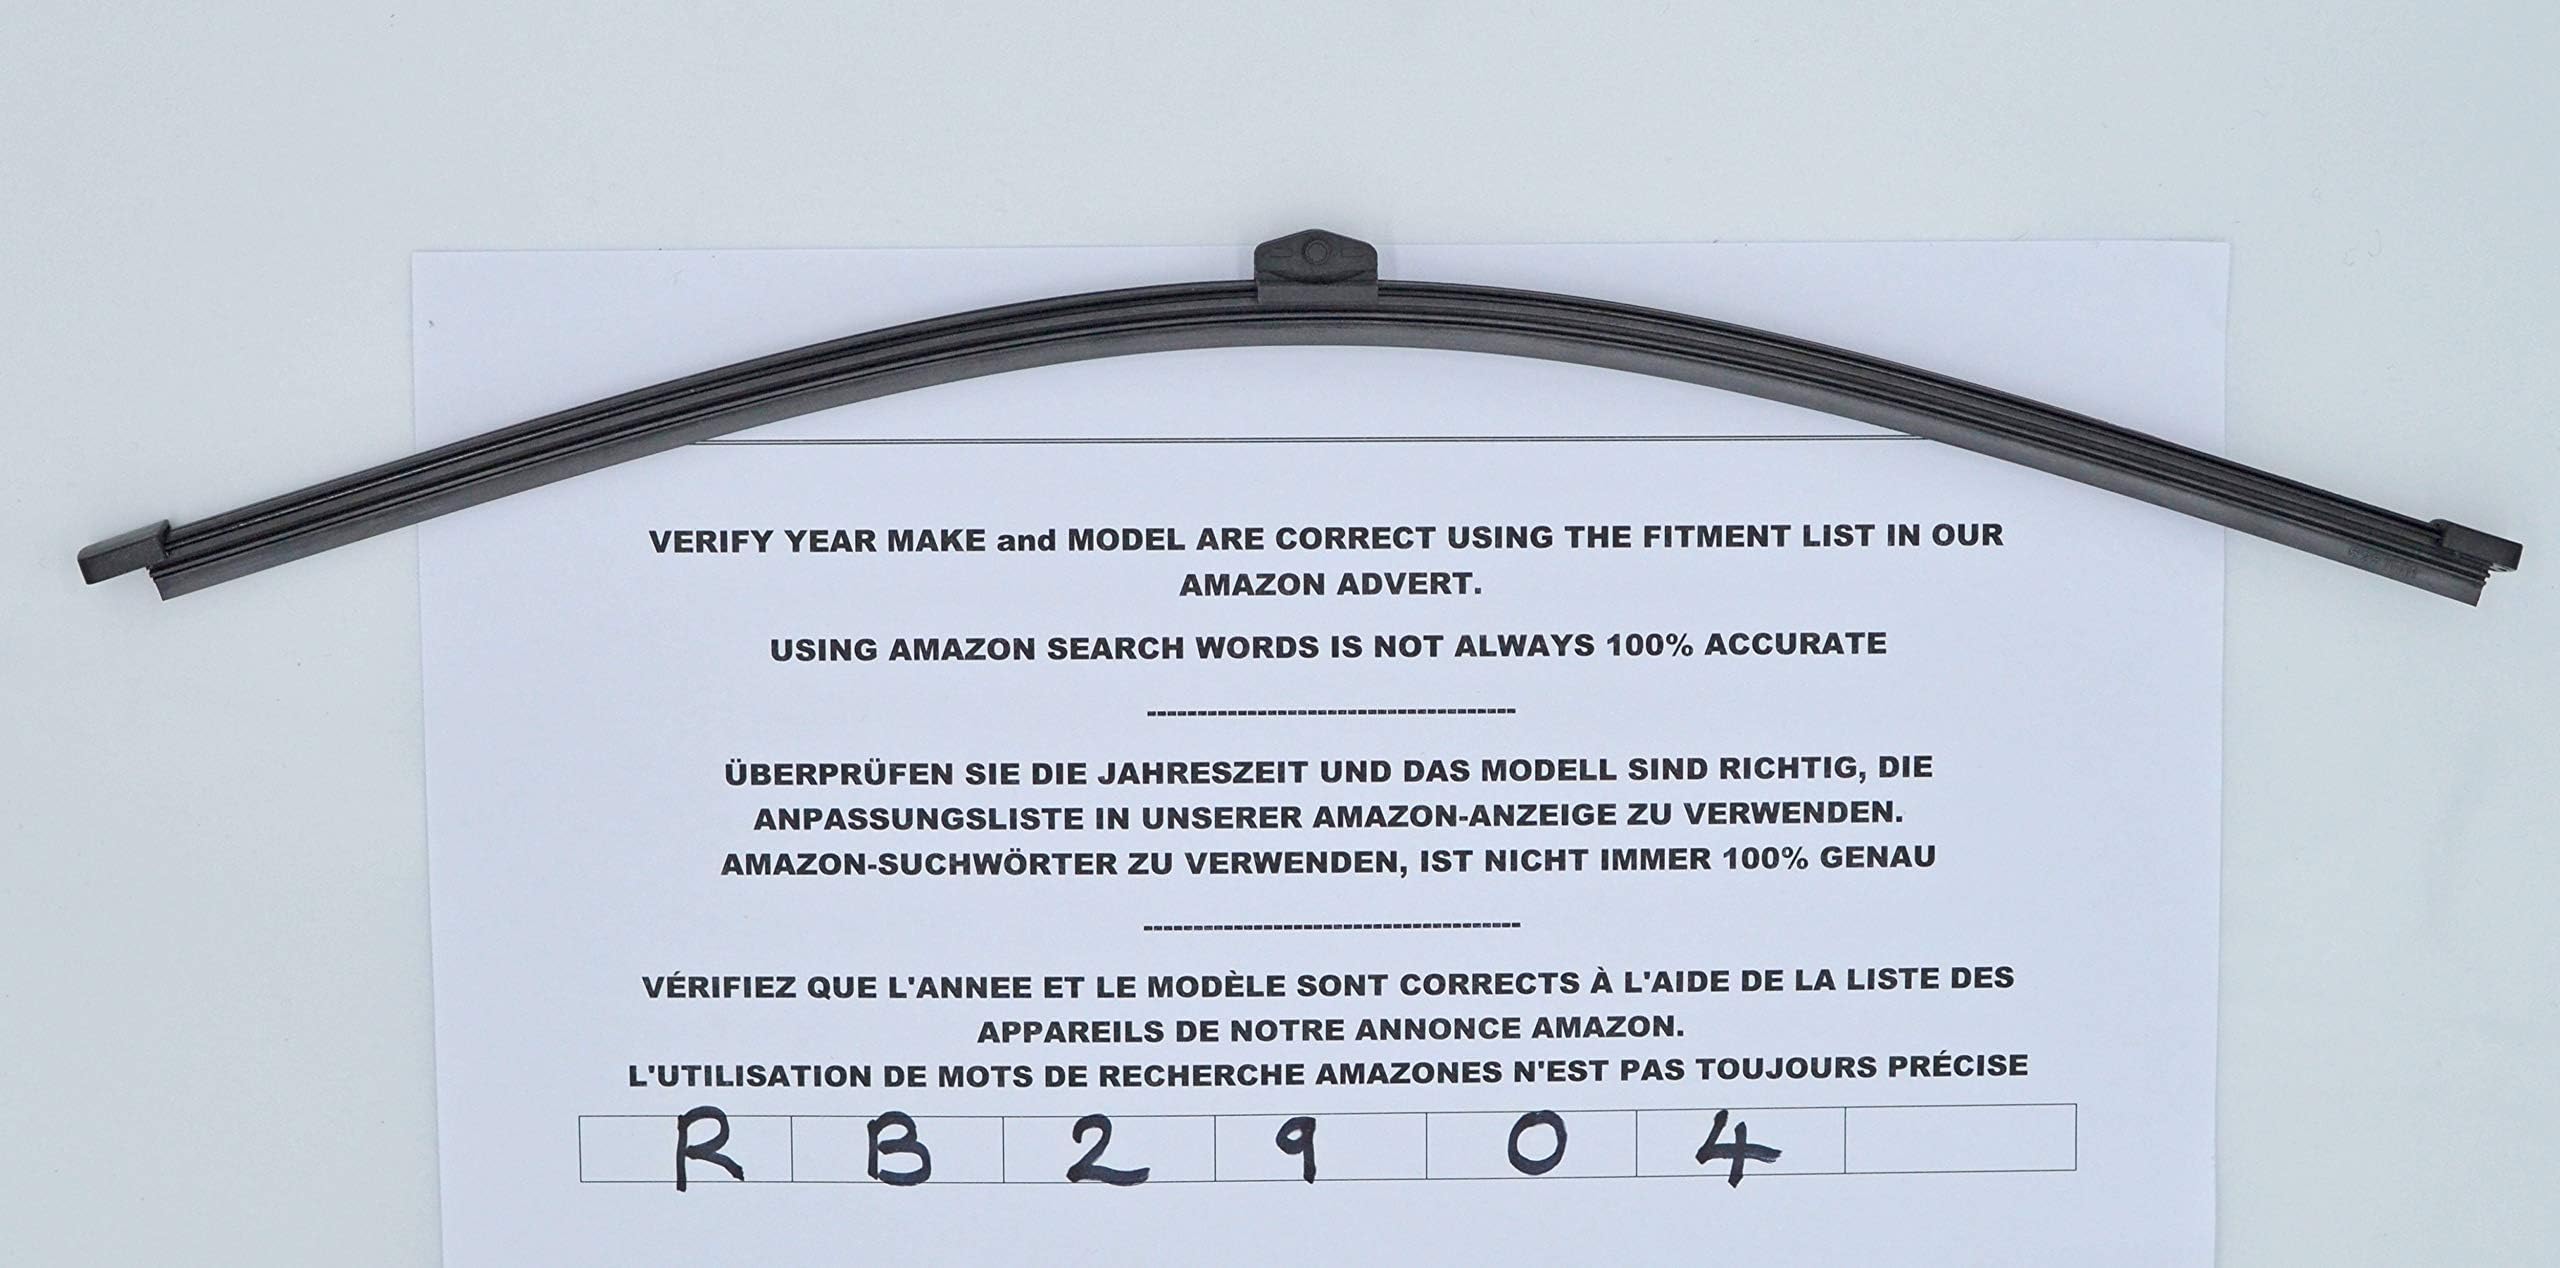 VERIFY YEAR MAKE and MODEL ARE CORRECT USING THE FITMENT LIST IN OUR
AMAZON ADVERT.
USING AMAZON SEARCH WORDS IS NOT ALWAYS 100% ACCURATE
-------------------------------------
ÜBERPRÜFEN SIE DIE JAHRESZEIT UND DAS MODELL SIND RICHTIG, DIE
ANPASSUNGSLISTE IN UNSERER AMAZON-ANZEIGE ZU VERWENDEN.
AMAZON-SUCHWÖRTER ZU VERWENDEN, IST NICHT IMMER 100% GENAU
-------------------------------------
VÉRIFIEZ QUE L'ANNEE ET LE MODÈLE SONT CORRECTS À L'AIDE DE LA LISTE DES
APPAREILS DE NOTRE ANNONCE AMAZON.
L'UTILISATION DE MOTS DE RECHERCHE AMAZONES N'EST PAS TOUJOURS PRÉCISE
R B 2 9 0 4